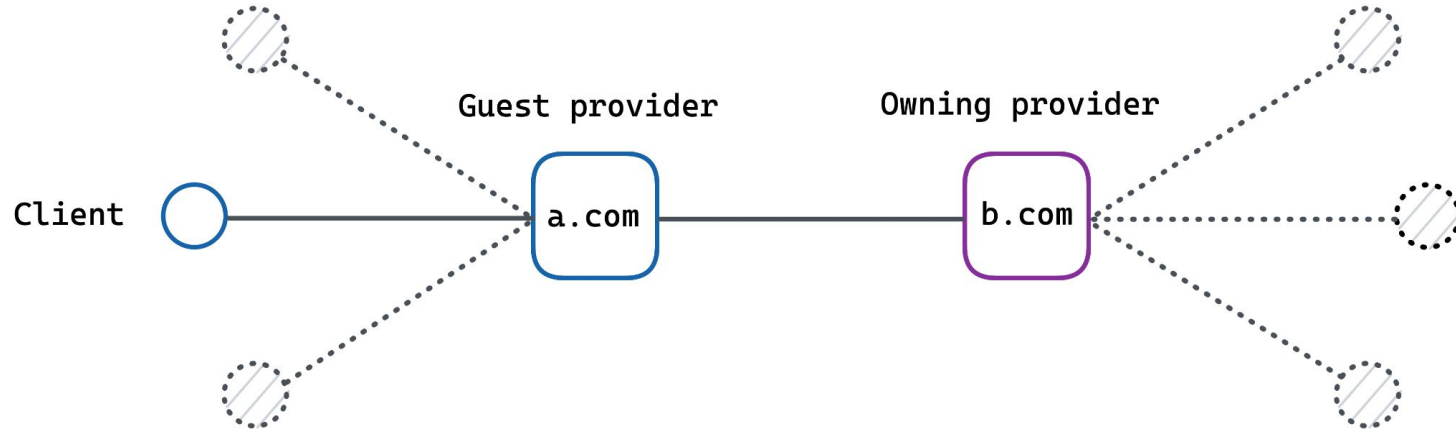 Guest provider
Owning provider
Client
a.com
b.com